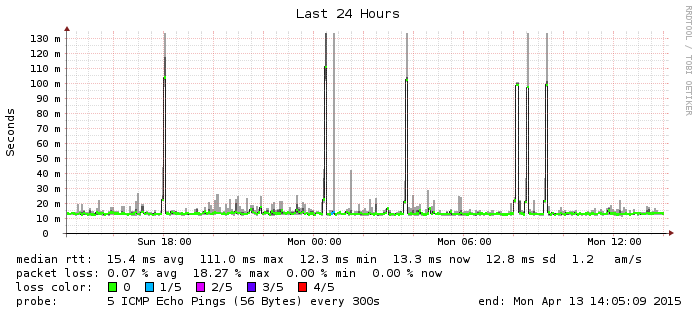 Last 24 Hours
RRDTOOL / TOBI OETIKER
Seconds
130 m
120 m
110 m
100 m
90 m
80 m
70 m
60 m
50 m
40 m
30 m
20 m
10 m
0
Sun 18:00 Mon 00:00 Mon 06:00 Mon 12:00
median rtt: 15.4 ms avg 111.0 ms max 12.3 ms min 13.3 ms now 12.8 ms sd 1.2 am/s
packet loss: 0.07 % avg 18.27 % max 0.00 % min 0.00 % now
loss color: 0 1/5 2/5 3/5 4/5
probe: 5 ICMP Echo Pings (56 Bytes) every 300s end: Mon Apr 13 14:05:09 2015